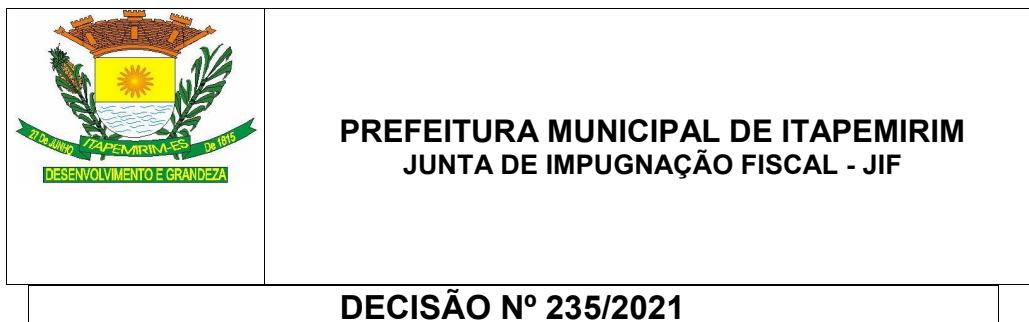 27 De JUNHO ITAPEMIRIM-ES De 1815
DESENVOLVIMENTO E GRANDEZA
PREFEITURA MUNICIPAL DE ITAPEMIRIM
JUNTA DE IMPUGNAÇÃO FISCAL - JIF
DECISÃO Nº 235/2021